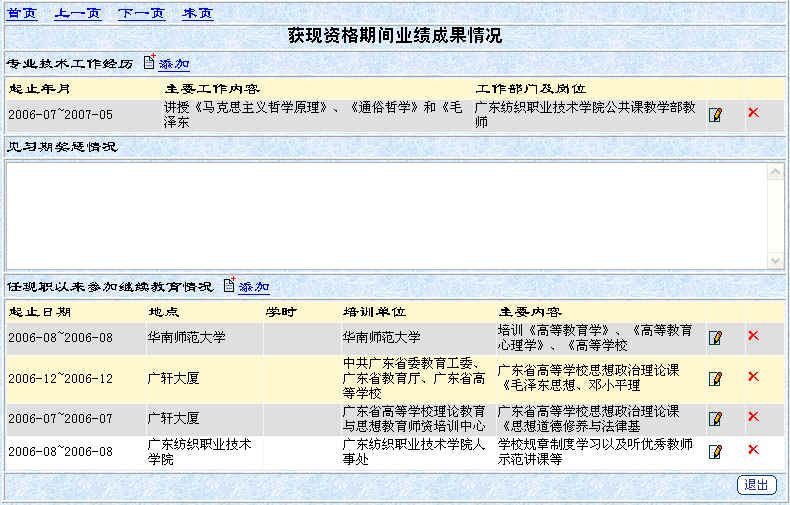 首页 上一页 下一页 末页
获现资格期间业绩成果情况
专业技术工作经历 添加
起止年月 主要工作内容 工作部门及岗位
2006-07~2007-05 讲授《马克思主义哲学原理》、《通俗哲学》和《毛 广东纺织职业技术学院公共课教学部教
泽东 师
见习期奖惩情况
任现职以来参加继续教育情况 添加
起止日期 地点 学时 培训单位 主要内容
2006-08~2006-08 华南师范大学 华南师范大学 培训《高等教育学》、《高等教育
心理学》、《高等学校
2006-12~2006-12 广轩大厦 中共广东省委教育工委、
广东省教育厅、广东省高
等学校 广东省高等学校思想政治理论课
《毛泽东思想、邓小平理
2006-07~2006-07 广轩大厦 广东省高等学校理论教育
与思想教育师资培训中心 广东省高等学校思想政治理论课
《思想道德修养与法律基
2006-08~2006-08 广东纺织职业技术
学院 广东纺织职业技术学院人
事处 学校规章制度学习以及听优秀教师
示范讲课等
退出